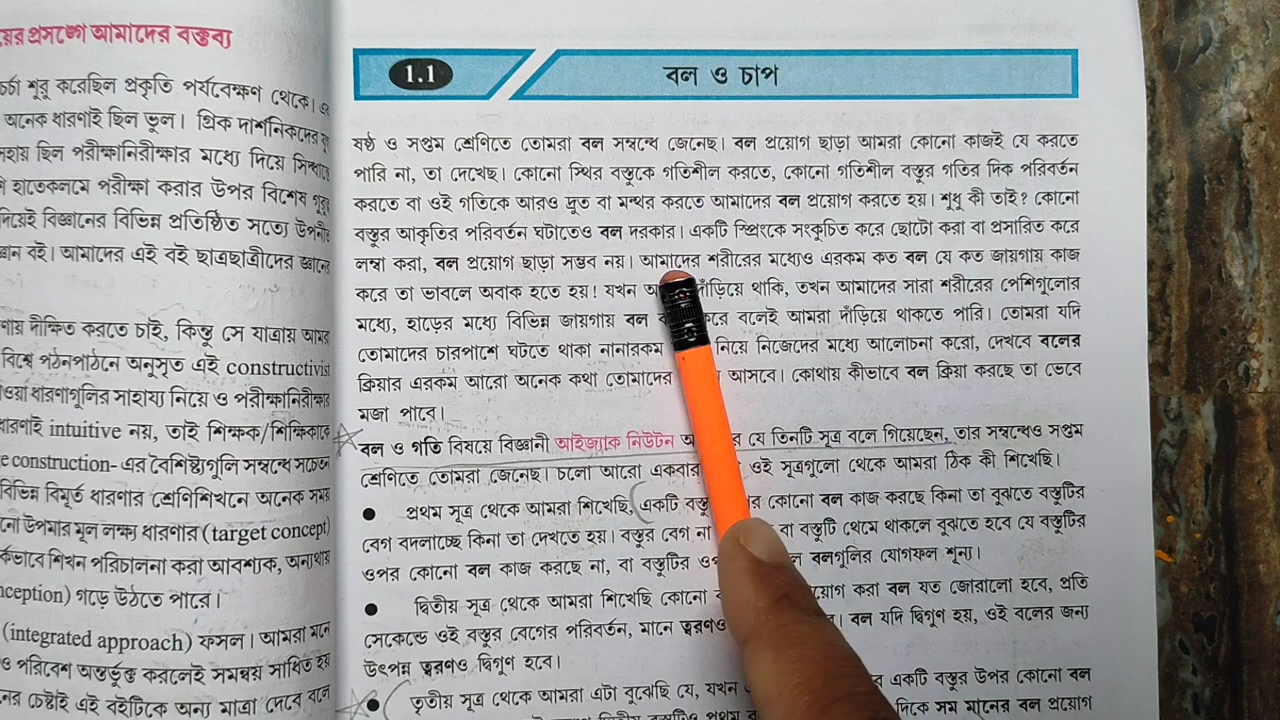 য়ের প্রসঙ্গে আমাদের বক্তব্য
র্চা শুরু করেছিল প্রকৃতি পর্যবেক্ষণ থেকে।
অনেক ধারণাই ছিল ভুল। গ্রিক দার্শনিকদের
সহায় ছিল পরীক্ষানিরীক্ষার মধ্যে দিয়ে সিদ্ধান্তে
হাতেকলমে পরীক্ষা করার উপর বিশেষ গুরুত্ব
দিয়েই বিজ্ঞানের বিভিন্ন প্রতিষ্ঠিত সত্যে উপনীত
জ্ঞান বই। আমাদের এই বই ছাত্রছাত্রীদের জ্ঞানের
ণায় দীক্ষিত করতে চাই, কিন্তু সে যাত্রায় আমরা
বিশ্বে পঠনপাঠনে অনুসৃত এই constructivist
ওয়া ধারণাগুলির সাহায্য নিয়ে ও পরীক্ষানিরীক্ষার
ধারণাই intuitive নয়, তাই শিক্ষক/শিক্ষিকাকে
e construction-এর বৈশিষ্ট্যগুলি সম্বন্ধে সচেতন
বিভিন্ন বিমূর্ত ধারণার শ্রেণিশিখনে অনেক সময়
নো উপমার মূল লক্ষ্য ধারণার (target concept)
র্কভাবে শিখন পরিচালনা করা আবশ্যক, অন্যথায়
nception) গড়ে উঠতে পারে।
(integrated approach) ফসল। আমরা মনে
ও পরিবেশ অন্তর্ভুক্ত করলেই সমন্বয় সাধিত হয়
নের চেষ্টাই এই বইটিকে অন্য মাত্রা দেবে বলে
1.1 বল ও চাপ
ষষ্ঠ ও সপ্তম শ্রেণিতে তোমরা বল সম্বন্ধে জেনেছ। বল প্রয়োগ ছাড়া আমরা কোনো কাজই যে করতে
পারি না, তা দেখেছ। কোনো স্থির বস্তুকে গতিশীল করতে, কোনো গতিশীল বস্তুর গতির দিক পরিবর্তন
করতে বা ওই গতিকে আরও দ্রুত বা মন্থর করতে আমাদের বল প্রয়োগ করতে হয়। শুধু কী তাই? কোনো
বস্তুর আকৃতির পরিবর্তন ঘটাতেও বল দরকার। একটি স্প্রিংকে সংকুচিত করে ছোটো করা বা প্রসারিত করে
লম্বা করা, বল প্রয়োগ ছাড়া সম্ভব নয়। আমাদের শরীরের মধ্যেও এরকম কত বল যে কত জায়গায় কাজ
করে তা ভাবলে অবাক হতে হয়! যখন দাঁড়িয়ে থাকি, তখন আমাদের সারা শরীরের পেশিগুলোর
মধ্যে, হাড়ের মধ্যে বিভিন্ন জায়গায় বল করে বলেই আমরা দাঁড়িয়ে থাকতে পারি। তোমরা যদি
তোমাদের চারপাশে ঘটতে থাকা নানারকম নিয়ে নিজেদের মধ্যে আলোচনা করো, দেখবে বলের
ক্রিয়ার এরকম আরো অনেক কথা তোমাদের আসবে। কোথায় কীভাবে বল ক্রিয়া করছে তা ভেবে
মজা পাবে।
বল ও গতি বিষয়ে বিজ্ঞানী আইজ্যাক নিউটন যে তিনটি সূত্র বলে গিয়েছেন, তার সম্বন্ধেও সপ্তম
শ্রেণিতে তোমরা জেনেছ। চলো আরো একবার ওই সূত্রগুলো থেকে আমরা ঠিক কী শিখেছি।
● প্রথম সূত্র থেকে আমরা শিখেছি, একটি বস্তু কোনো বল কাজ করছে কিনা তা বুঝতে বস্তুটির
বেগ বদলাচ্ছে কিনা তা দেখতে হয়। বস্তুর বেগ না বা বস্তুটি থেমে থাকলে বুঝতে হবে যে বস্তুটির
ওপর কোনো বল কাজ করছে না, বা বস্তুটির বলগুলির যোগফল শূন্য।
● দ্বিতীয় সূত্র থেকে আমরা শিখেছি কোনো প্রয়োগ করা বল যত জোরালো হবে, প্রতি
সেকেন্ডে ওই বস্তুর বেগের পরিবর্তন, মানে ত্বরণও বল যদি দ্বিগুণ হয়, ওই বলের জন্য
উৎপন্ন ত্বরণও দ্বিগুণ হবে।
● তৃতীয় সূত্র থেকে আমরা এটা বুঝেছি যে, যখন একটি বস্তুর উপর কোনো বল
দিকে সম মানের বল প্রয়োগ